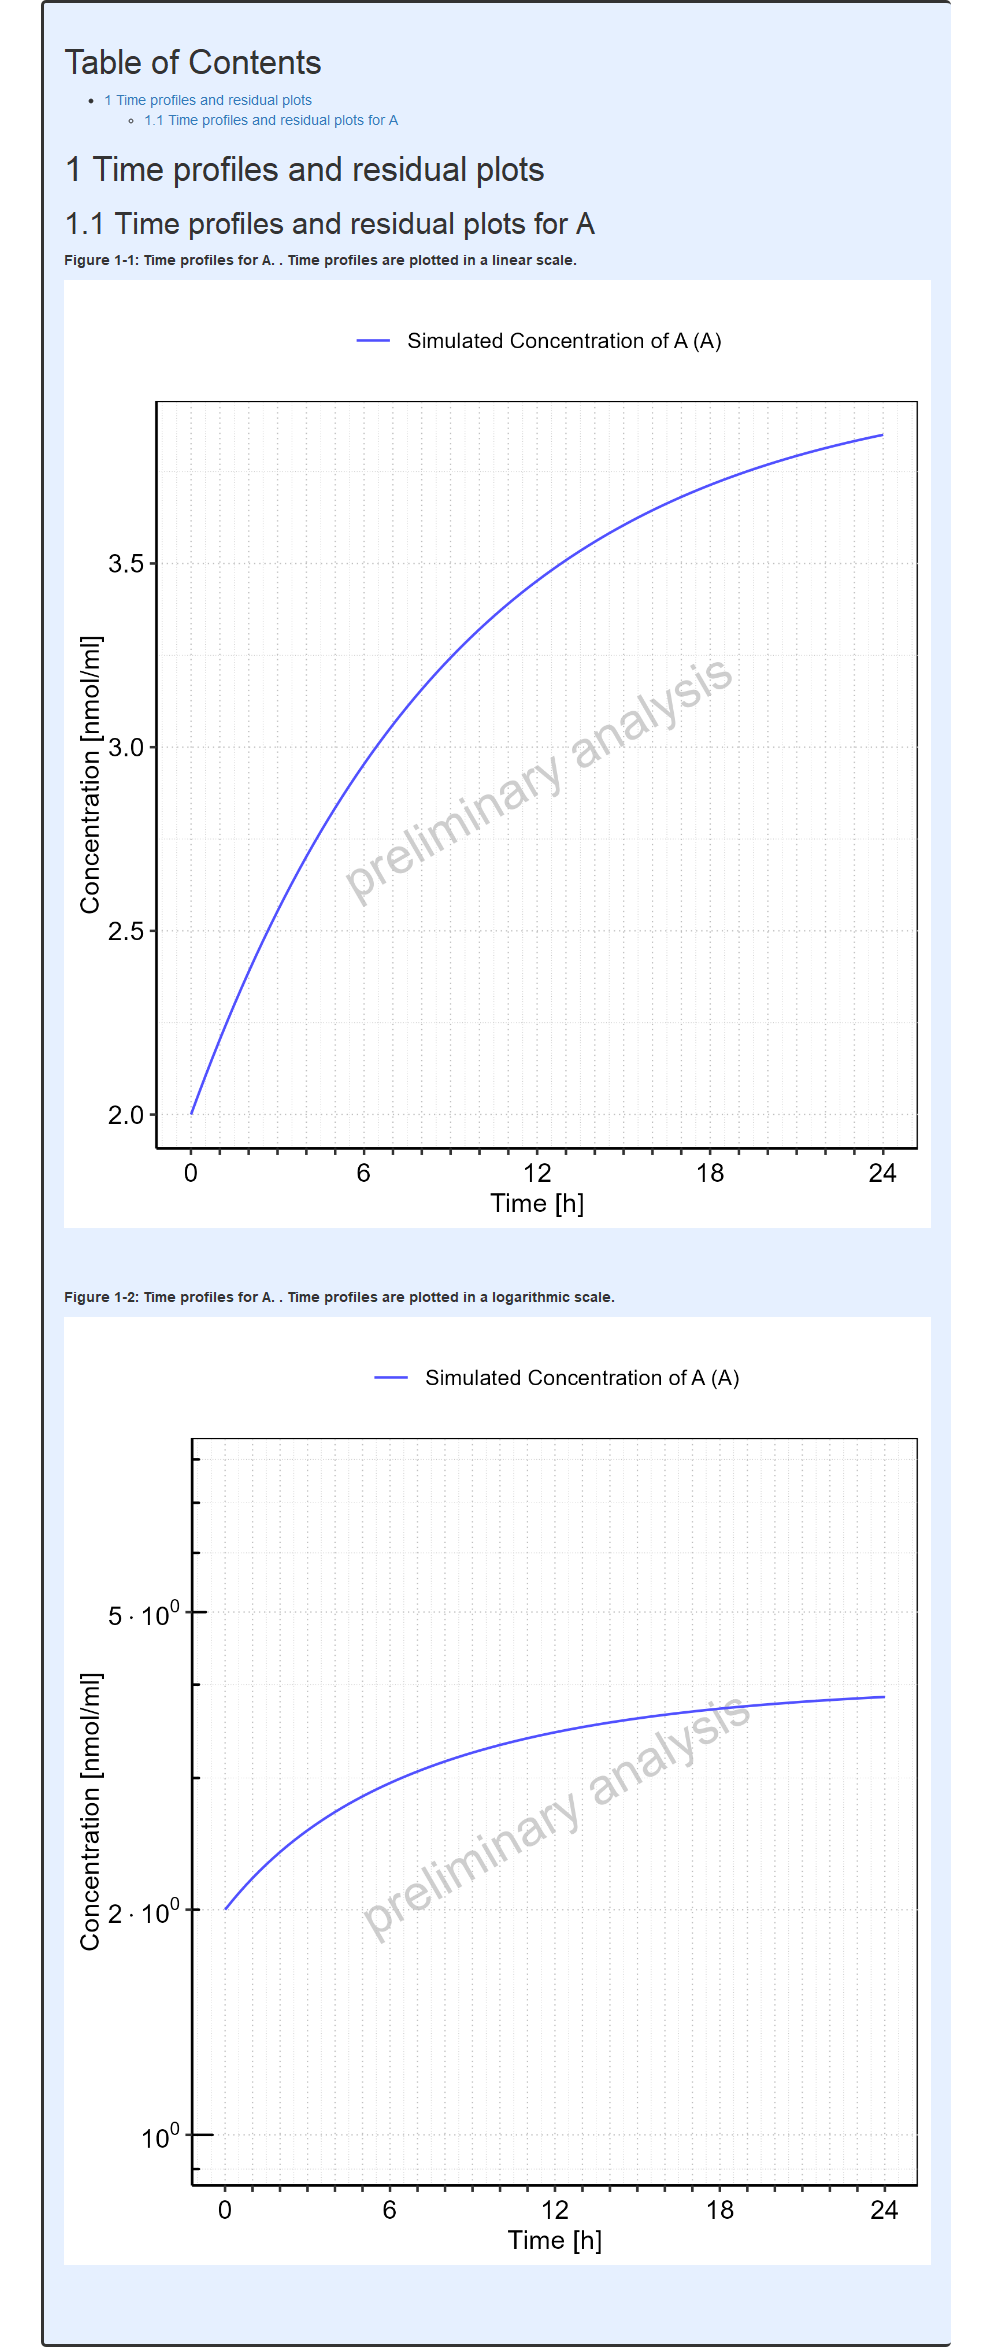 Table of Contents
1 Time profiles and residual plots
1.1 Time profiles and residual plots for A
1 Time profiles and residual plots
1.1 Time profiles and residual plots for A
Figure 1-1: Time profiles for A. . Time profiles are plotted in a linear scale.
Simulated Concentration of A (A)
3.5
3.0
2.5
2.0
Concentration [nmol/ml]
preliminary analysis
0 6 12 18 24
Time [h]
Figure 1-2: Time profiles for A. . Time profiles are plotted in a logarithmic scale.
Simulated Concentration of A (A)
5 · 10⁰
2 · 10⁰
10⁰
Concentration [nmol/ml]
preliminary analysis
0 6 12 18 24
Time [h]